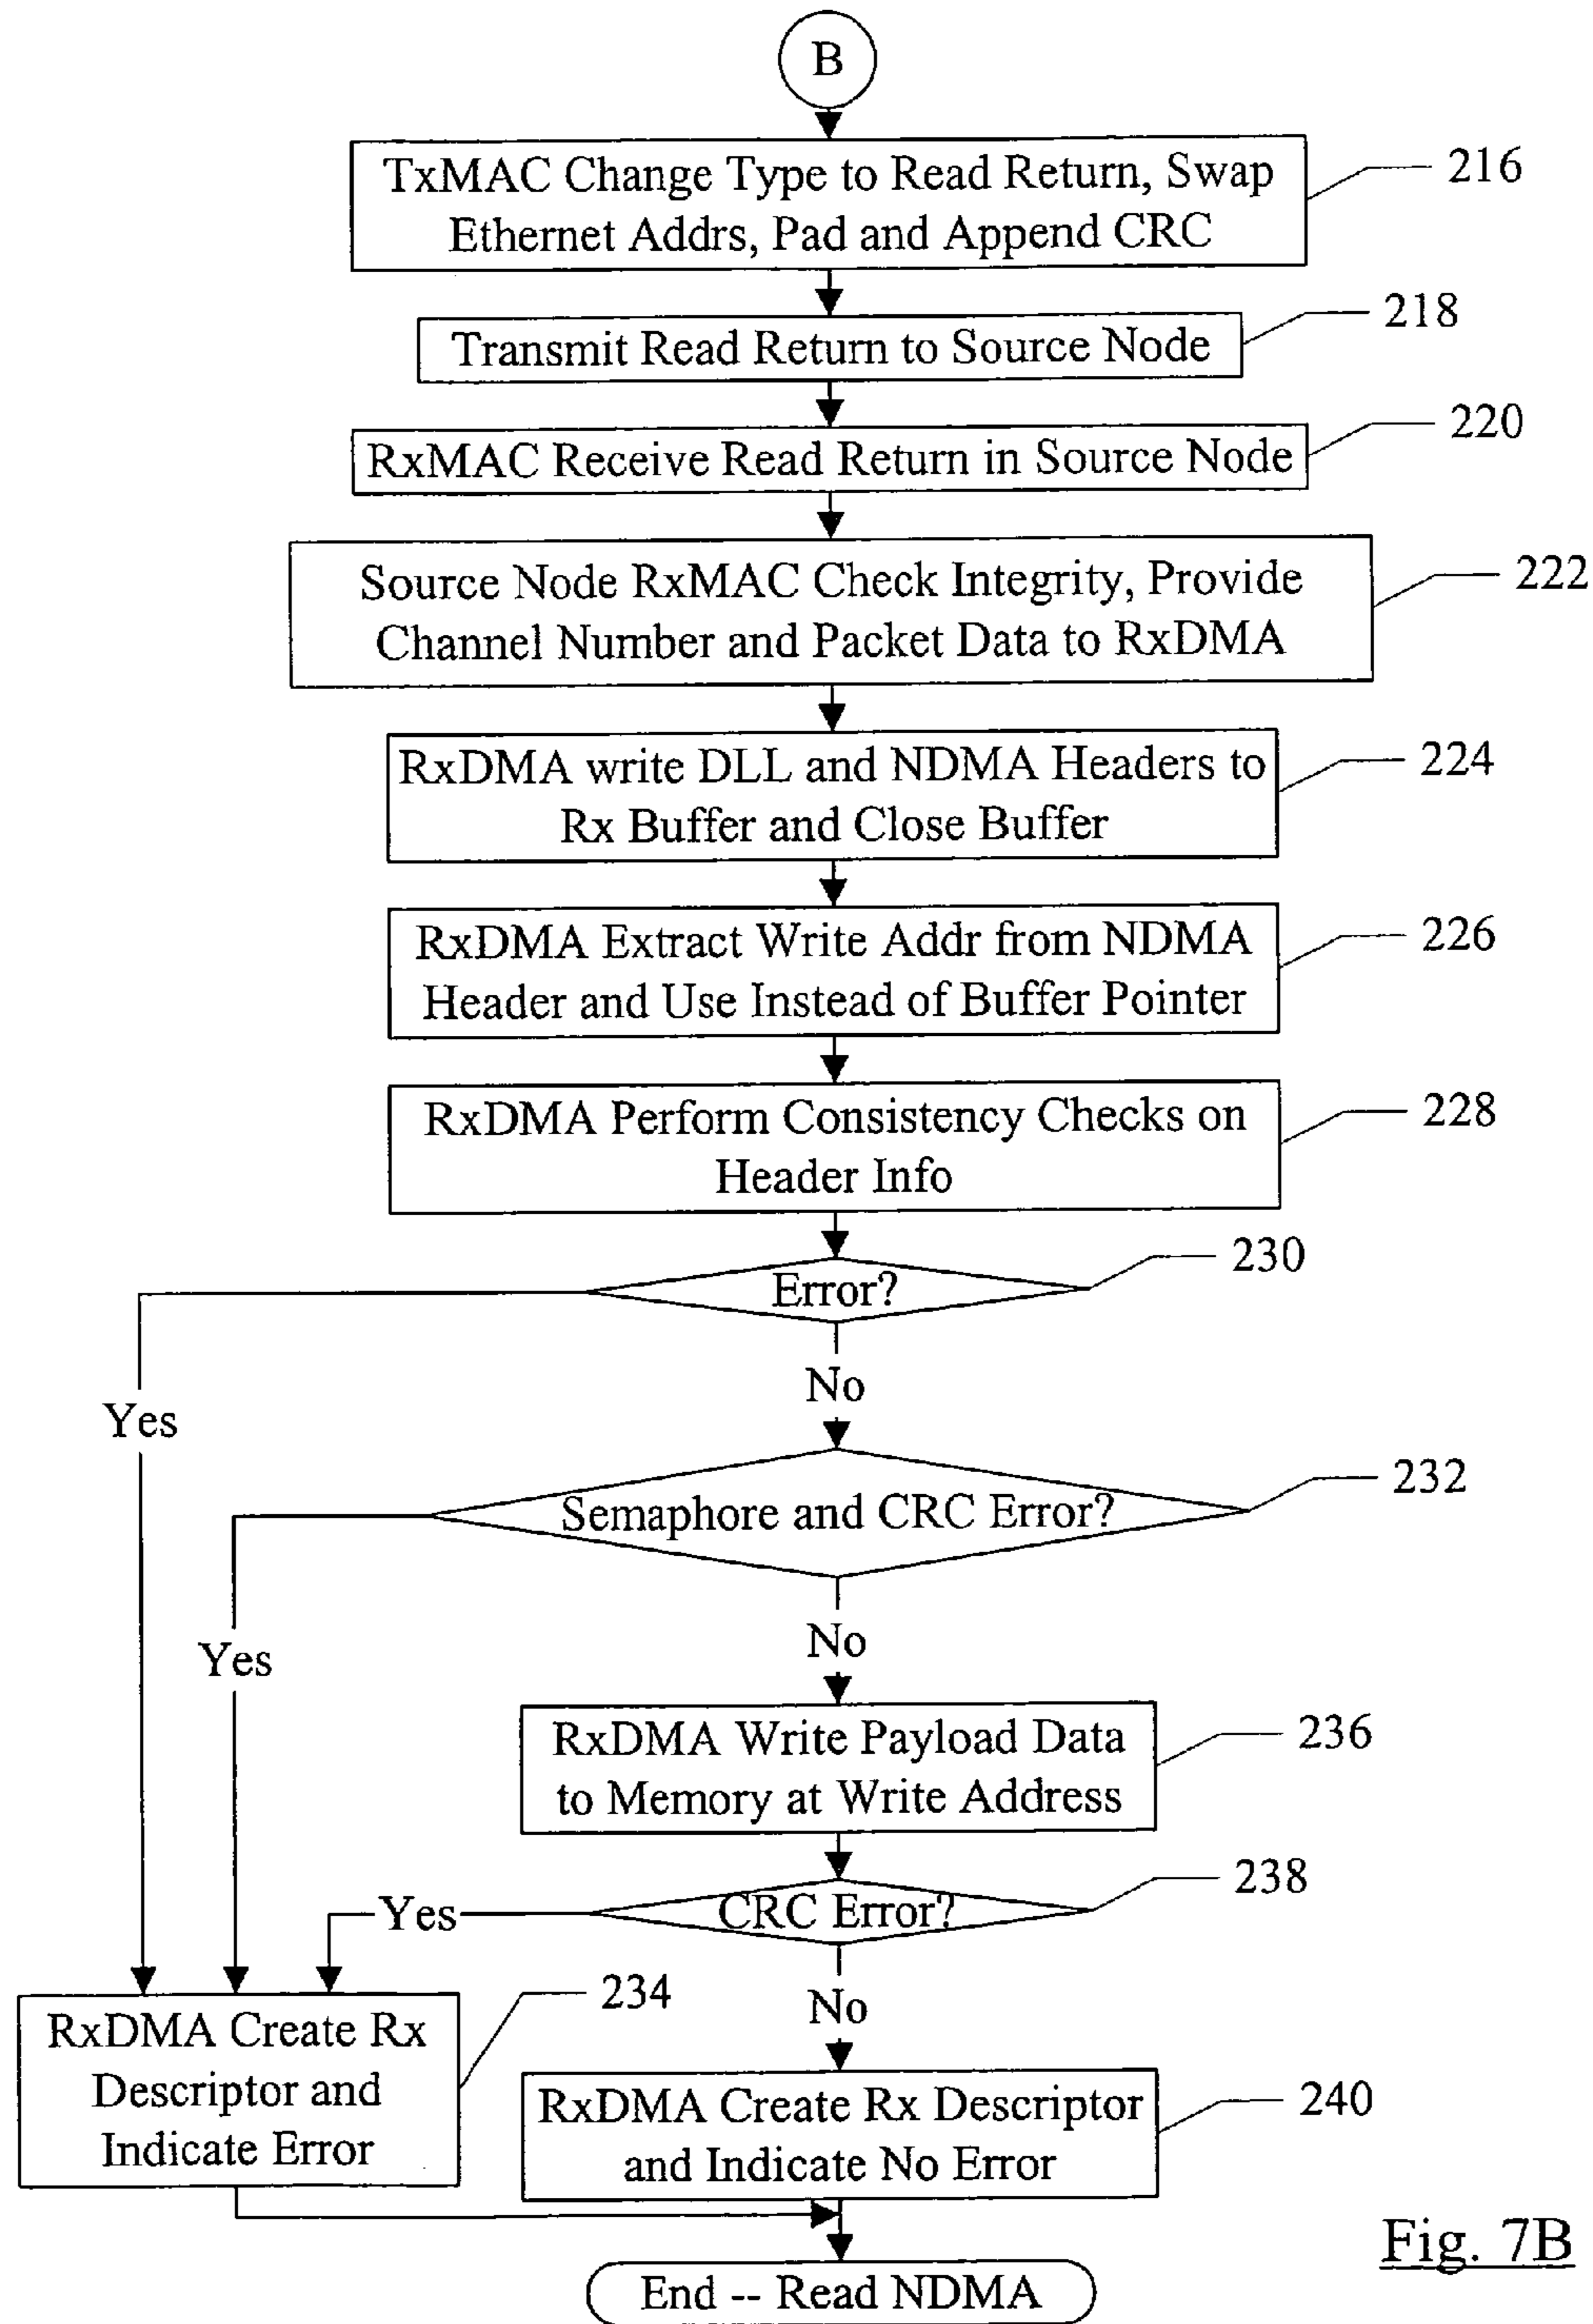 B
TxMAC Change Type to Read Return, Swap
Ethernet Addrs, Pad and Append CRC
216
Transmit Read Return to Source Node
218
RxMAC Receive Read Return in Source Node
220
Source Node RxMAC Check Integrity, Provide
Channel Number and Packet Data to RxDMA
222
RxDMA write DLL and NDMA Headers to
Rx Buffer and Close Buffer
224
RxDMA Extract Write Addr from NDMA
Header and Use Instead of Buffer Pointer
226
RxDMA Perform Consistency Checks on
Header Info
228
Error?
230
No
Yes
Semaphore and CRC Error?
232
No
Yes
RxDMA Write Payload Data
to Memory at Write Address
236
CRC Error?
238
Yes
No
RxDMA Create Rx
Descriptor and
Indicate Error
234
RxDMA Create Rx Descriptor
and Indicate No Error
240
End -- Read NDMA
Fig. 7B